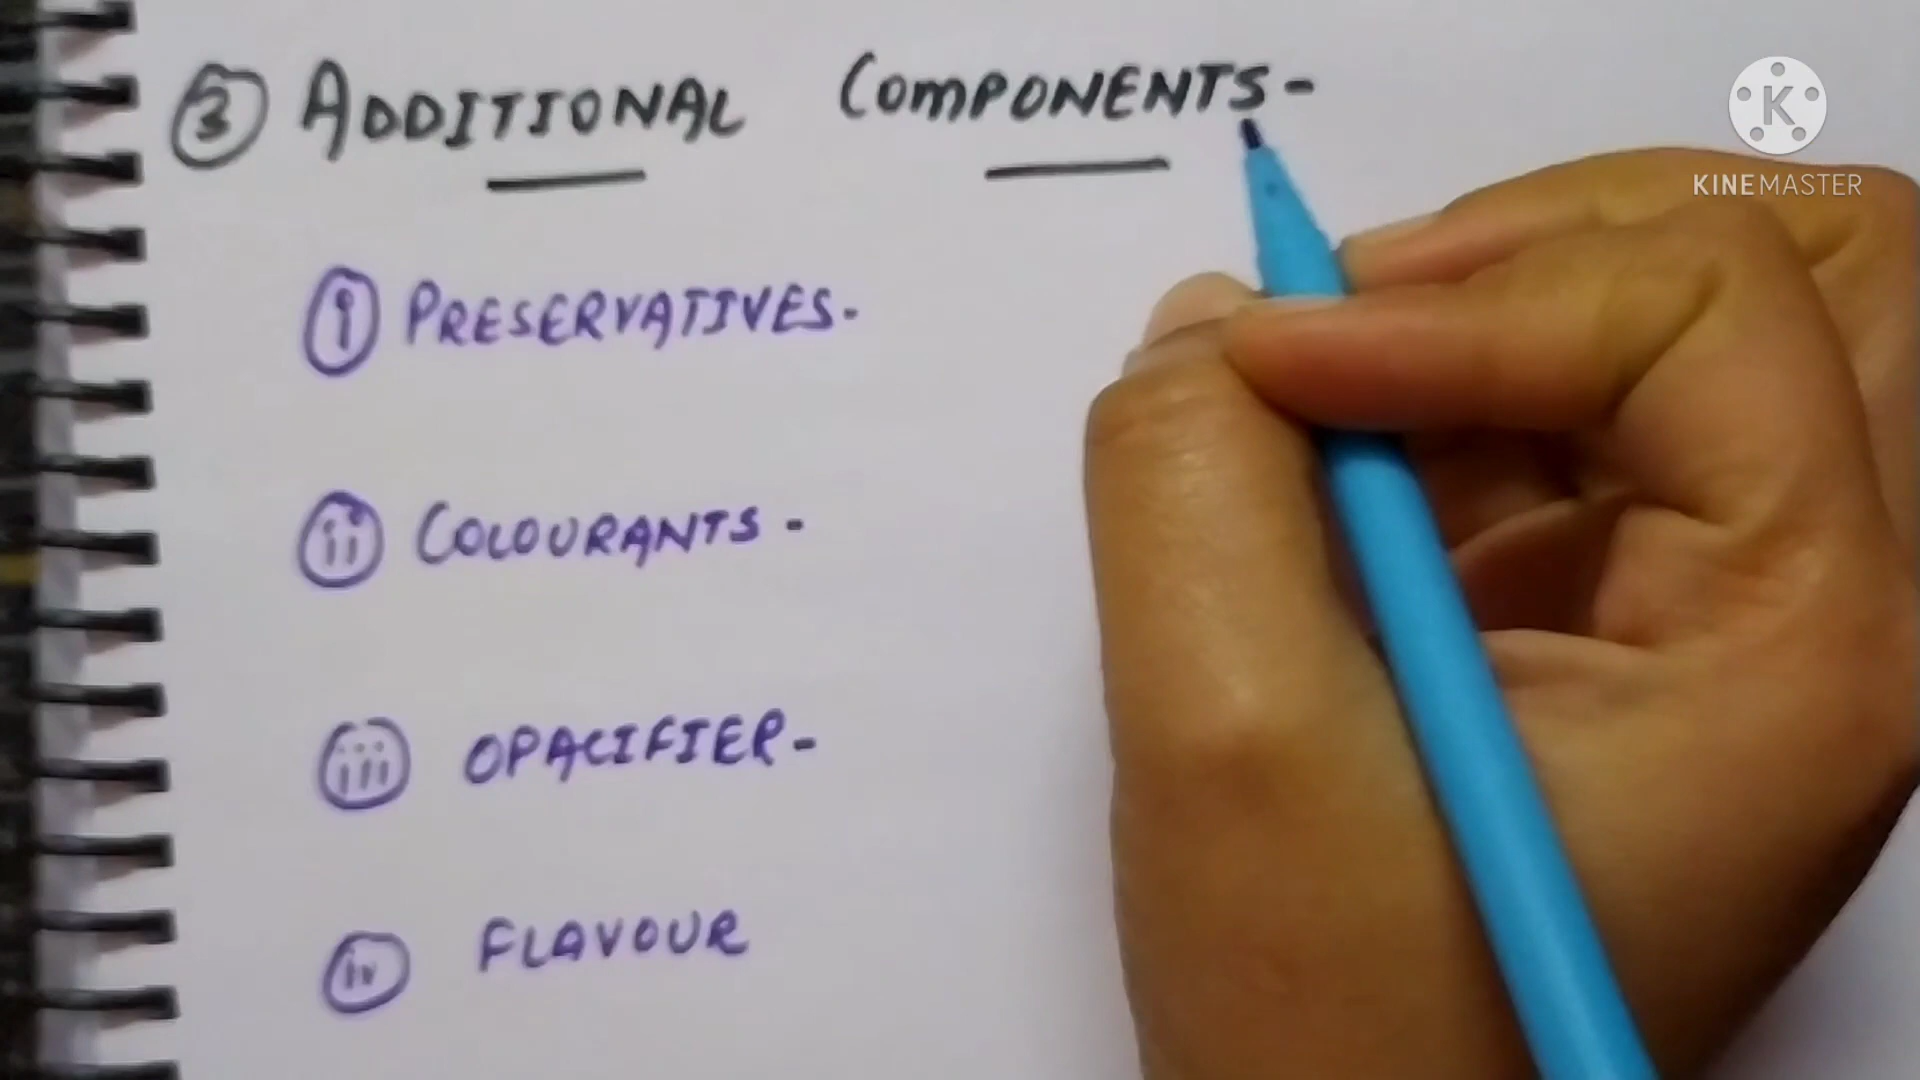 ③ ADDITIONAL COMPONENTS-
K
KINEMASTER
ⓘ PRESERVATIVES-
ii COLOURANTS -
iii OPACIFIER-
iv FLAVOUR